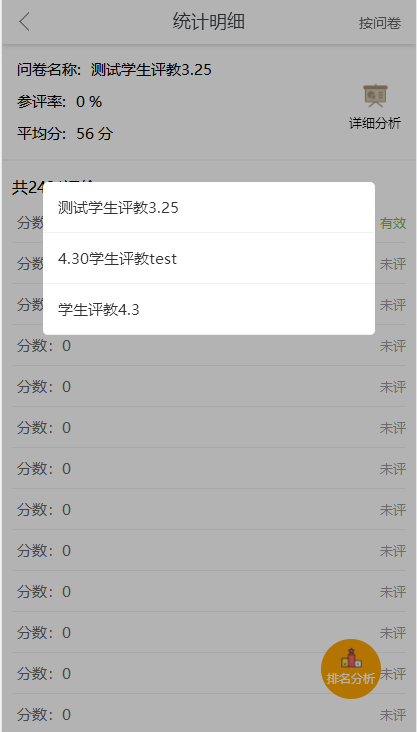 统计明细
按问卷
问卷名称：测试学生评教3.25
参评率：0 %
平均分：56 分
详细分析
共24
测试学生评教3.25
4.30学生评教test
学生评教4.3
分数
有效
分数
未评
分数
未评
分数：0
未评
分数：0
未评
分数：0
未评
分数：0
未评
分数：0
未评
分数：0
未评
分数：0
未评
分数：0
未评
分数：0
未评
排名分析
分数：0
未评